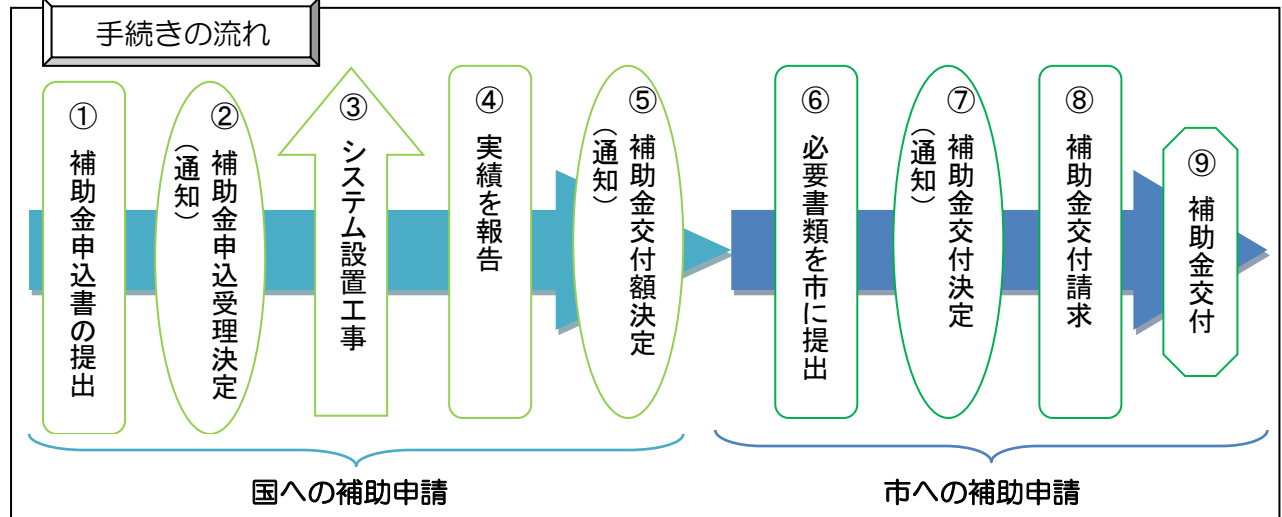 手続きの流れ
① 補助金申込書の提出
② 補助金申込受理決定
（通知）
③ システム設置工事
④ 実績を報告
⑤ 補助金交付額決定
（通知）
⑥ 必要書類を市に提出
⑦ 補助金交付決定
（通知）
⑧ 補助金交付請求
⑨ 補助金交付
国への補助申請
市への補助申請